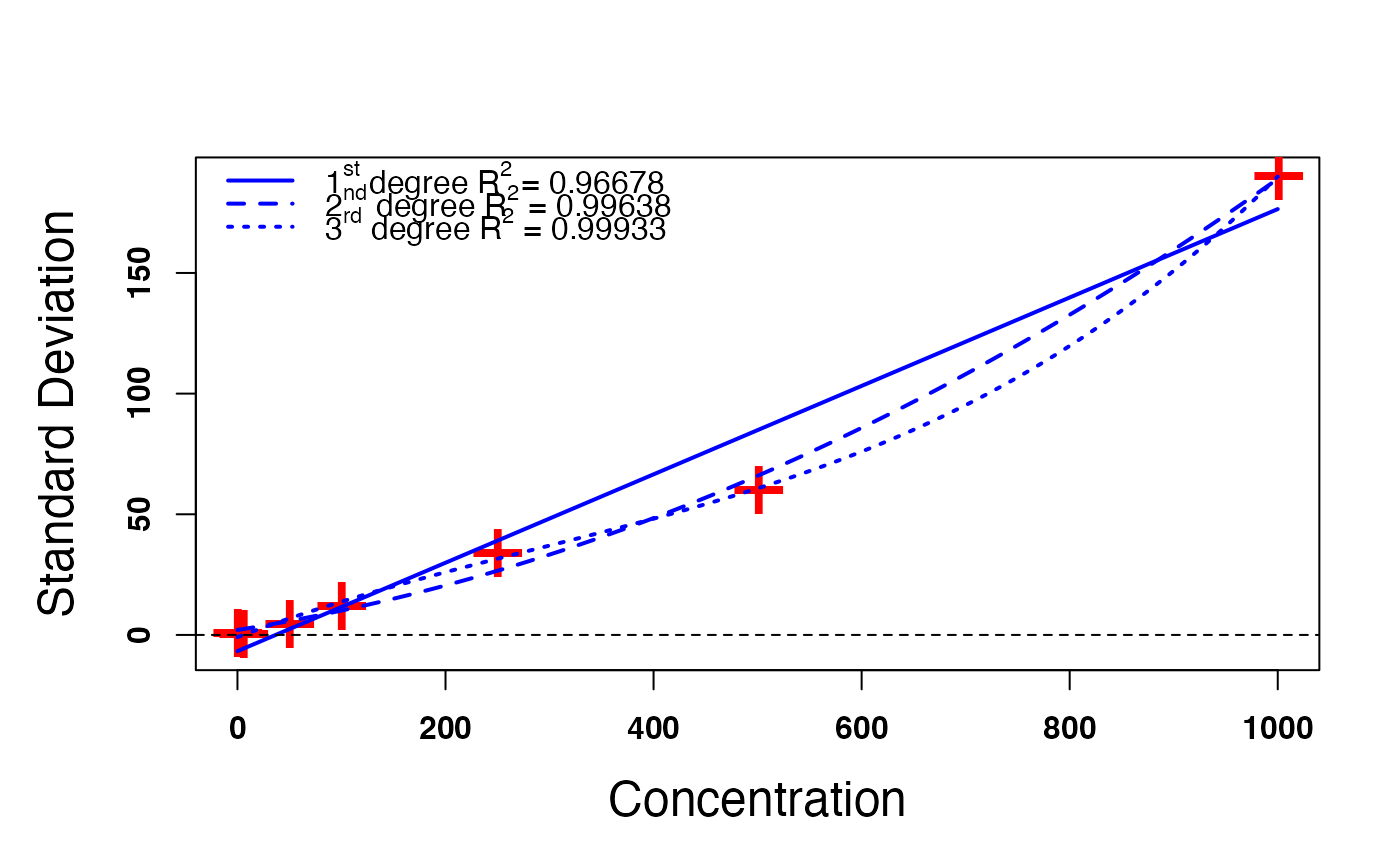 1st degree R2 = 0.96678
2nd degree R2 = 0.99638
3rd degree R2 = 0.99933
Standard Deviation
150
100
50
0
0 200 400 600 800 1000
Concentration